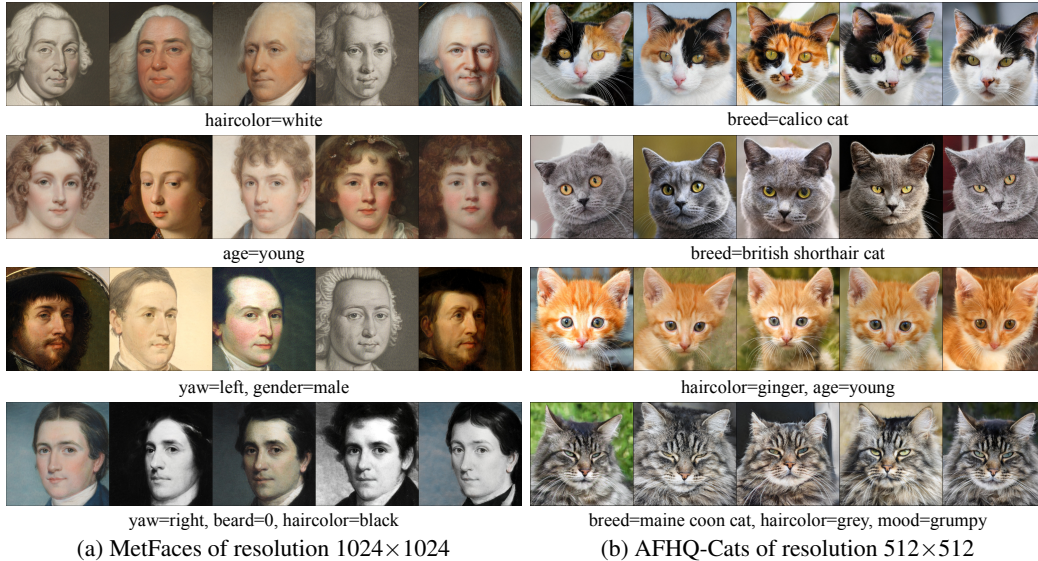 haircolor=white
age=young
yaw=left, gender=male
yaw=right, beard=0, haircolor=black
(a) MetFaces of resolution 1024×1024
breed=calico cat
breed=british shorthair cat
haircolor=ginger, age=young
breed=maine coon cat, haircolor=grey, mood=grumpy
(b) AFHQ-Cats of resolution 512×512